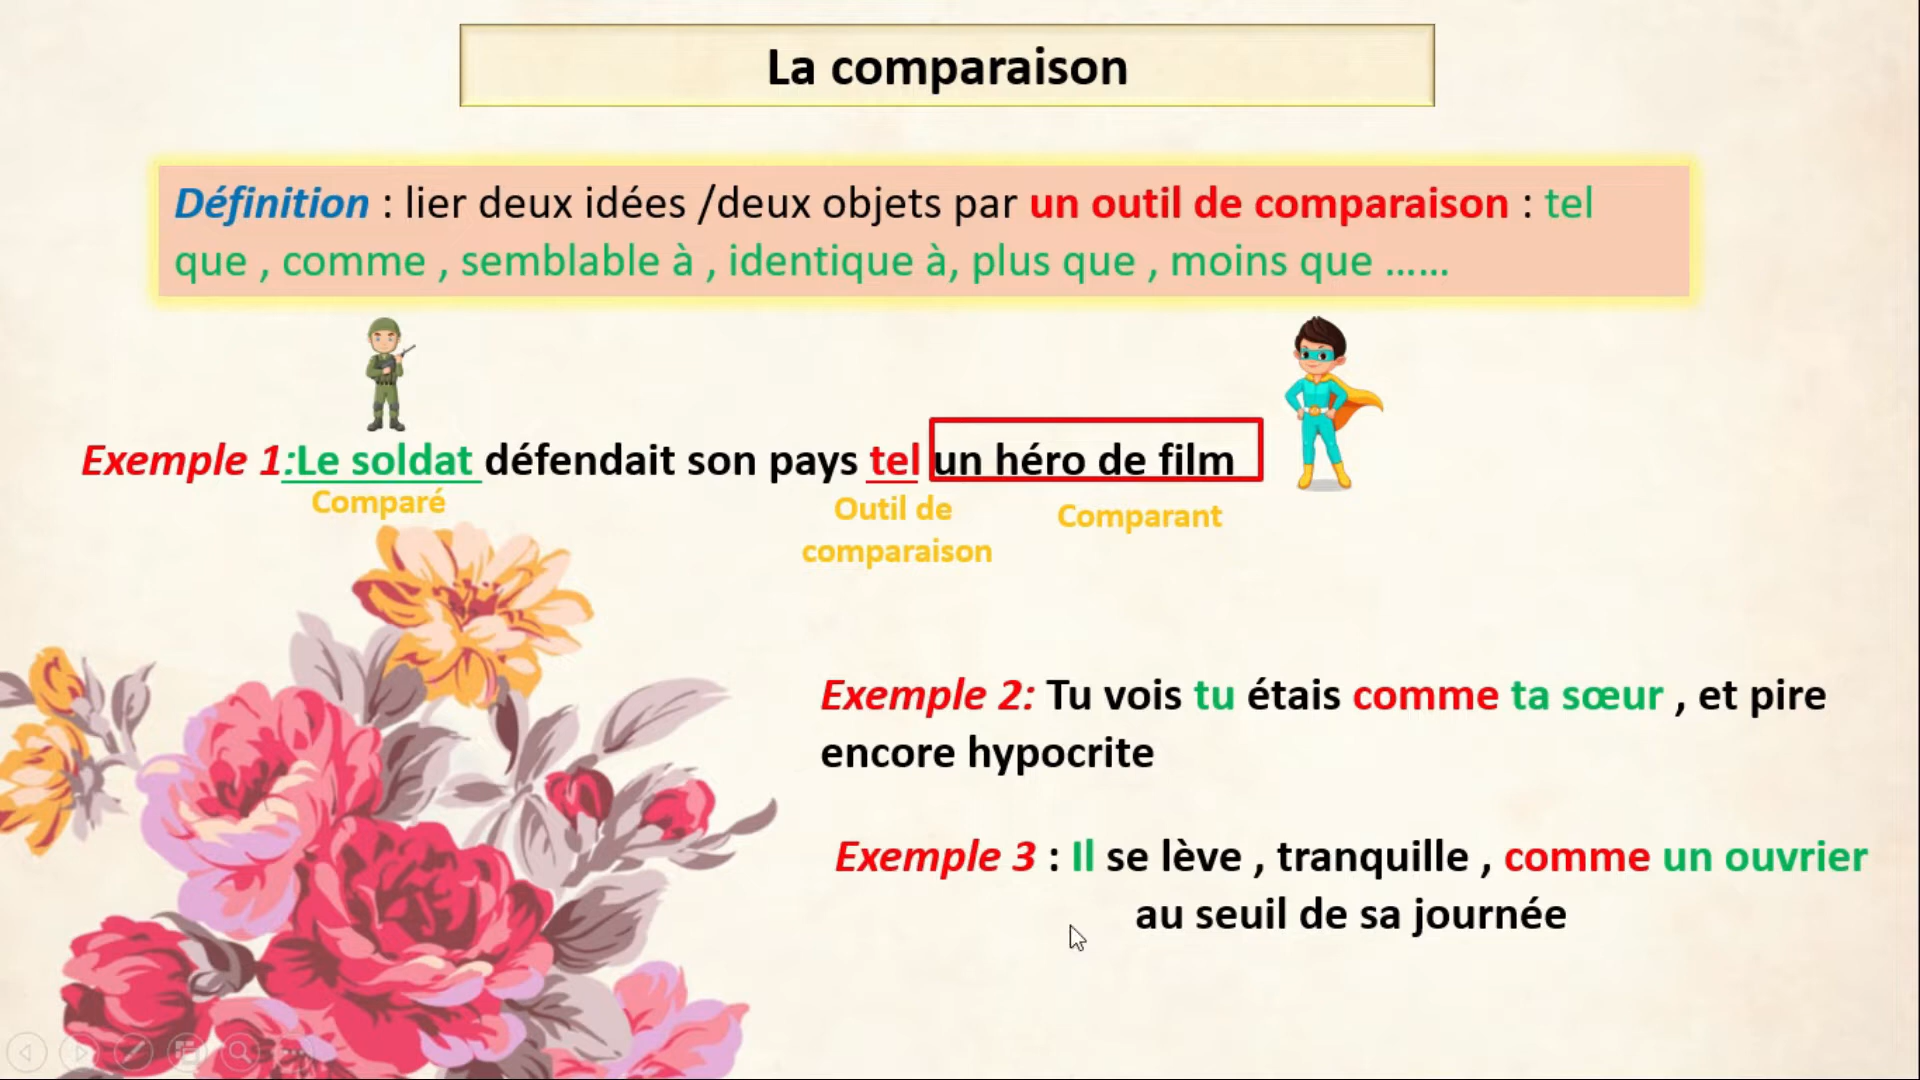 La comparaison
Définition : lier deux idées /deux objets par un outil de comparaison : tel
que , comme , semblable à , identique à, plus que , moins que ......
Exemple 1:Le soldat défendait son pays tel un héro de film
Comparé
Outil de
comparaison
Comparant
Exemple 2: Tu vois tu étais comme ta sœur , et pire
encore hypocrite
Exemple 3 : Il se lève , tranquille , comme un ouvrier
au seuil de sa journée